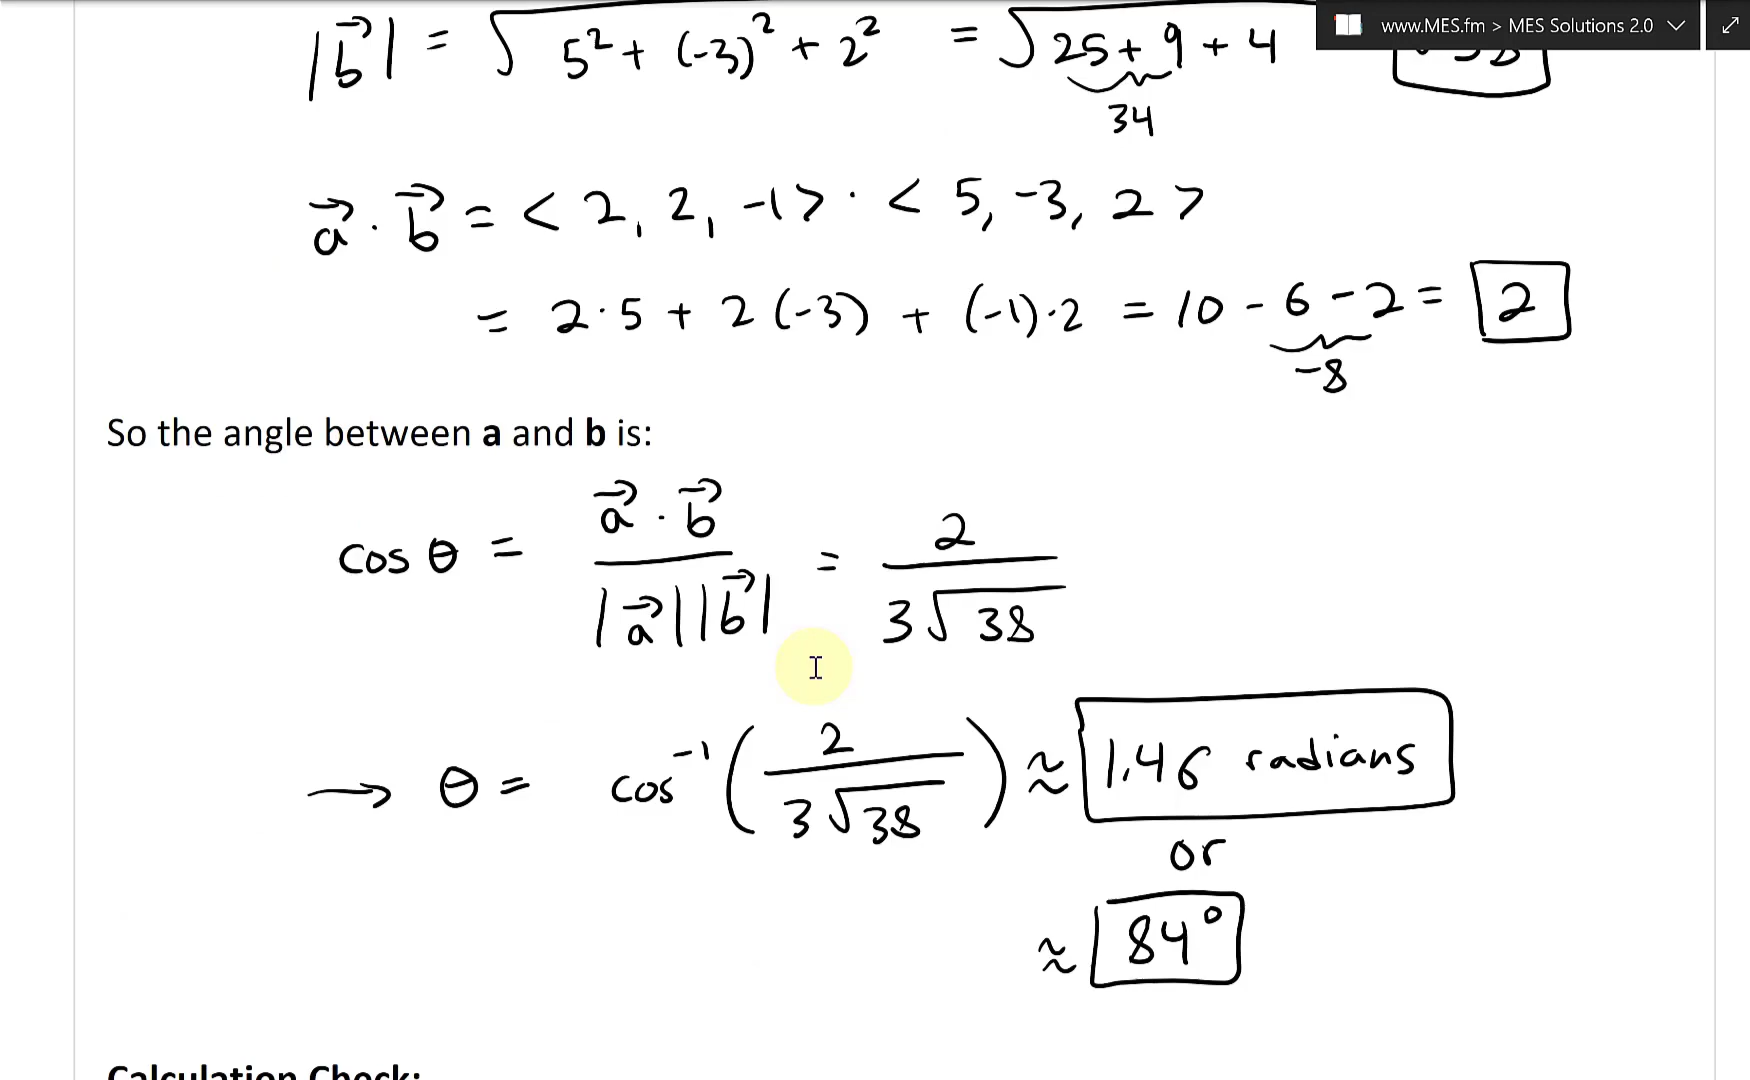 www.MES.fm > MES Solutions 2.0
|b⃗| = √5² + (-3)² + 2² = √25 + 9 + 4
34
a⃗ · b⃗ = < 2, 2, -1 > · < 5, -3, 2 >
= 2·5 + 2(-3) + (-1)·2 = 10 - 6 - 2 = 2
-8
So the angle between a and b is:
cos θ = a⃗ · b⃗ / |a⃗||b⃗| = 2 / 3√38
→ θ = cos⁻¹(2 / 3√38) ≈ 1.46 radians
or
≈ 84°
Calculation Check: